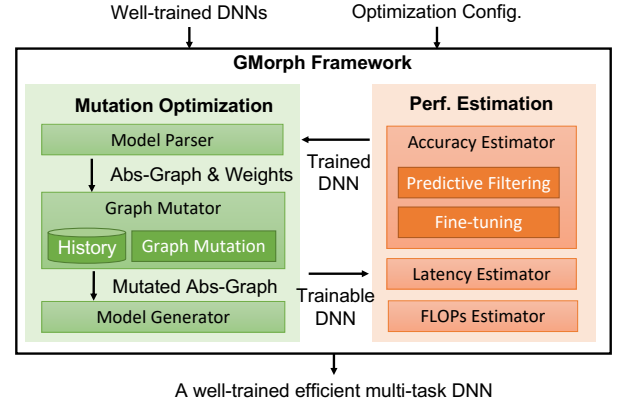 Well-trained DNNs
Optimization Config.
GMorph Framework
Mutation Optimization
Model Parser
Abs-Graph & Weights
Graph Mutator
History
Graph Mutation
Mutated Abs-Graph
Model Generator
Trained
DNN
Trainable
DNN
Perf. Estimation
Accuracy Estimator
Predictive Filtering
Fine-tuning
Latency Estimator
FLOPs Estimator
A well-trained efficient multi-task DNN